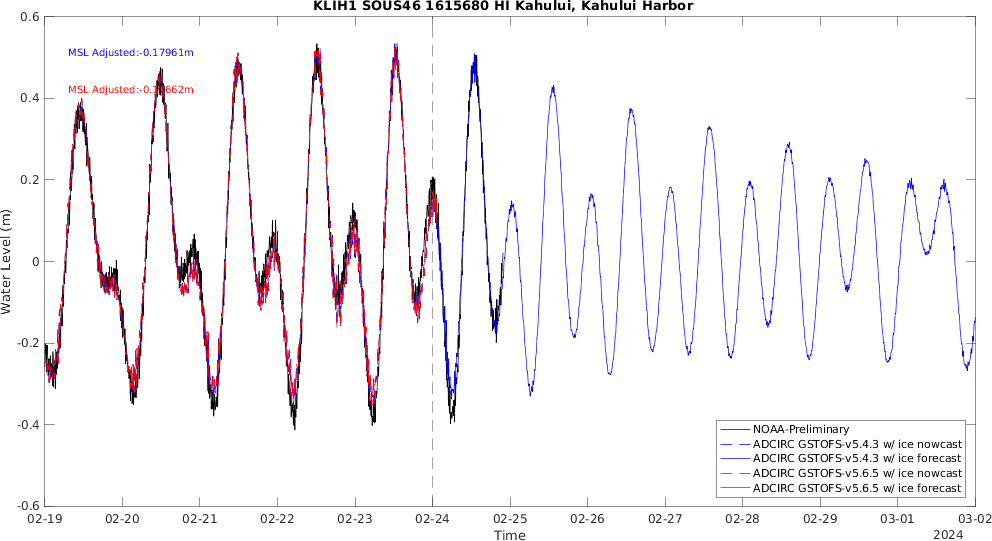 KLIH1 SOUS46 1615680 HI Kahului, Kahului Harbor
0.6
MSL Adjusted:-0.17961m
MSL Adjusted:
0.4
0.2
Water Level (m)
0
-0.2
-0.4
-0.6
NOAA-Preliminary
ADCIRC GSTOFS-v5.4.3 w/ ice nowcast
ADCIRC GSTOFS-v5.4.3 w/ ice forecast
ADCIRC GSTOFS-v5.6.5 w/ ice nowcast
ADCIRC GSTOFS-v5.6.5 w/ ice forecast
02-19 02-20 02-21 02-22 02-23 02-24 02-25 02-26 02-27 02-28 02-29 03-01 03-02
Time
2024